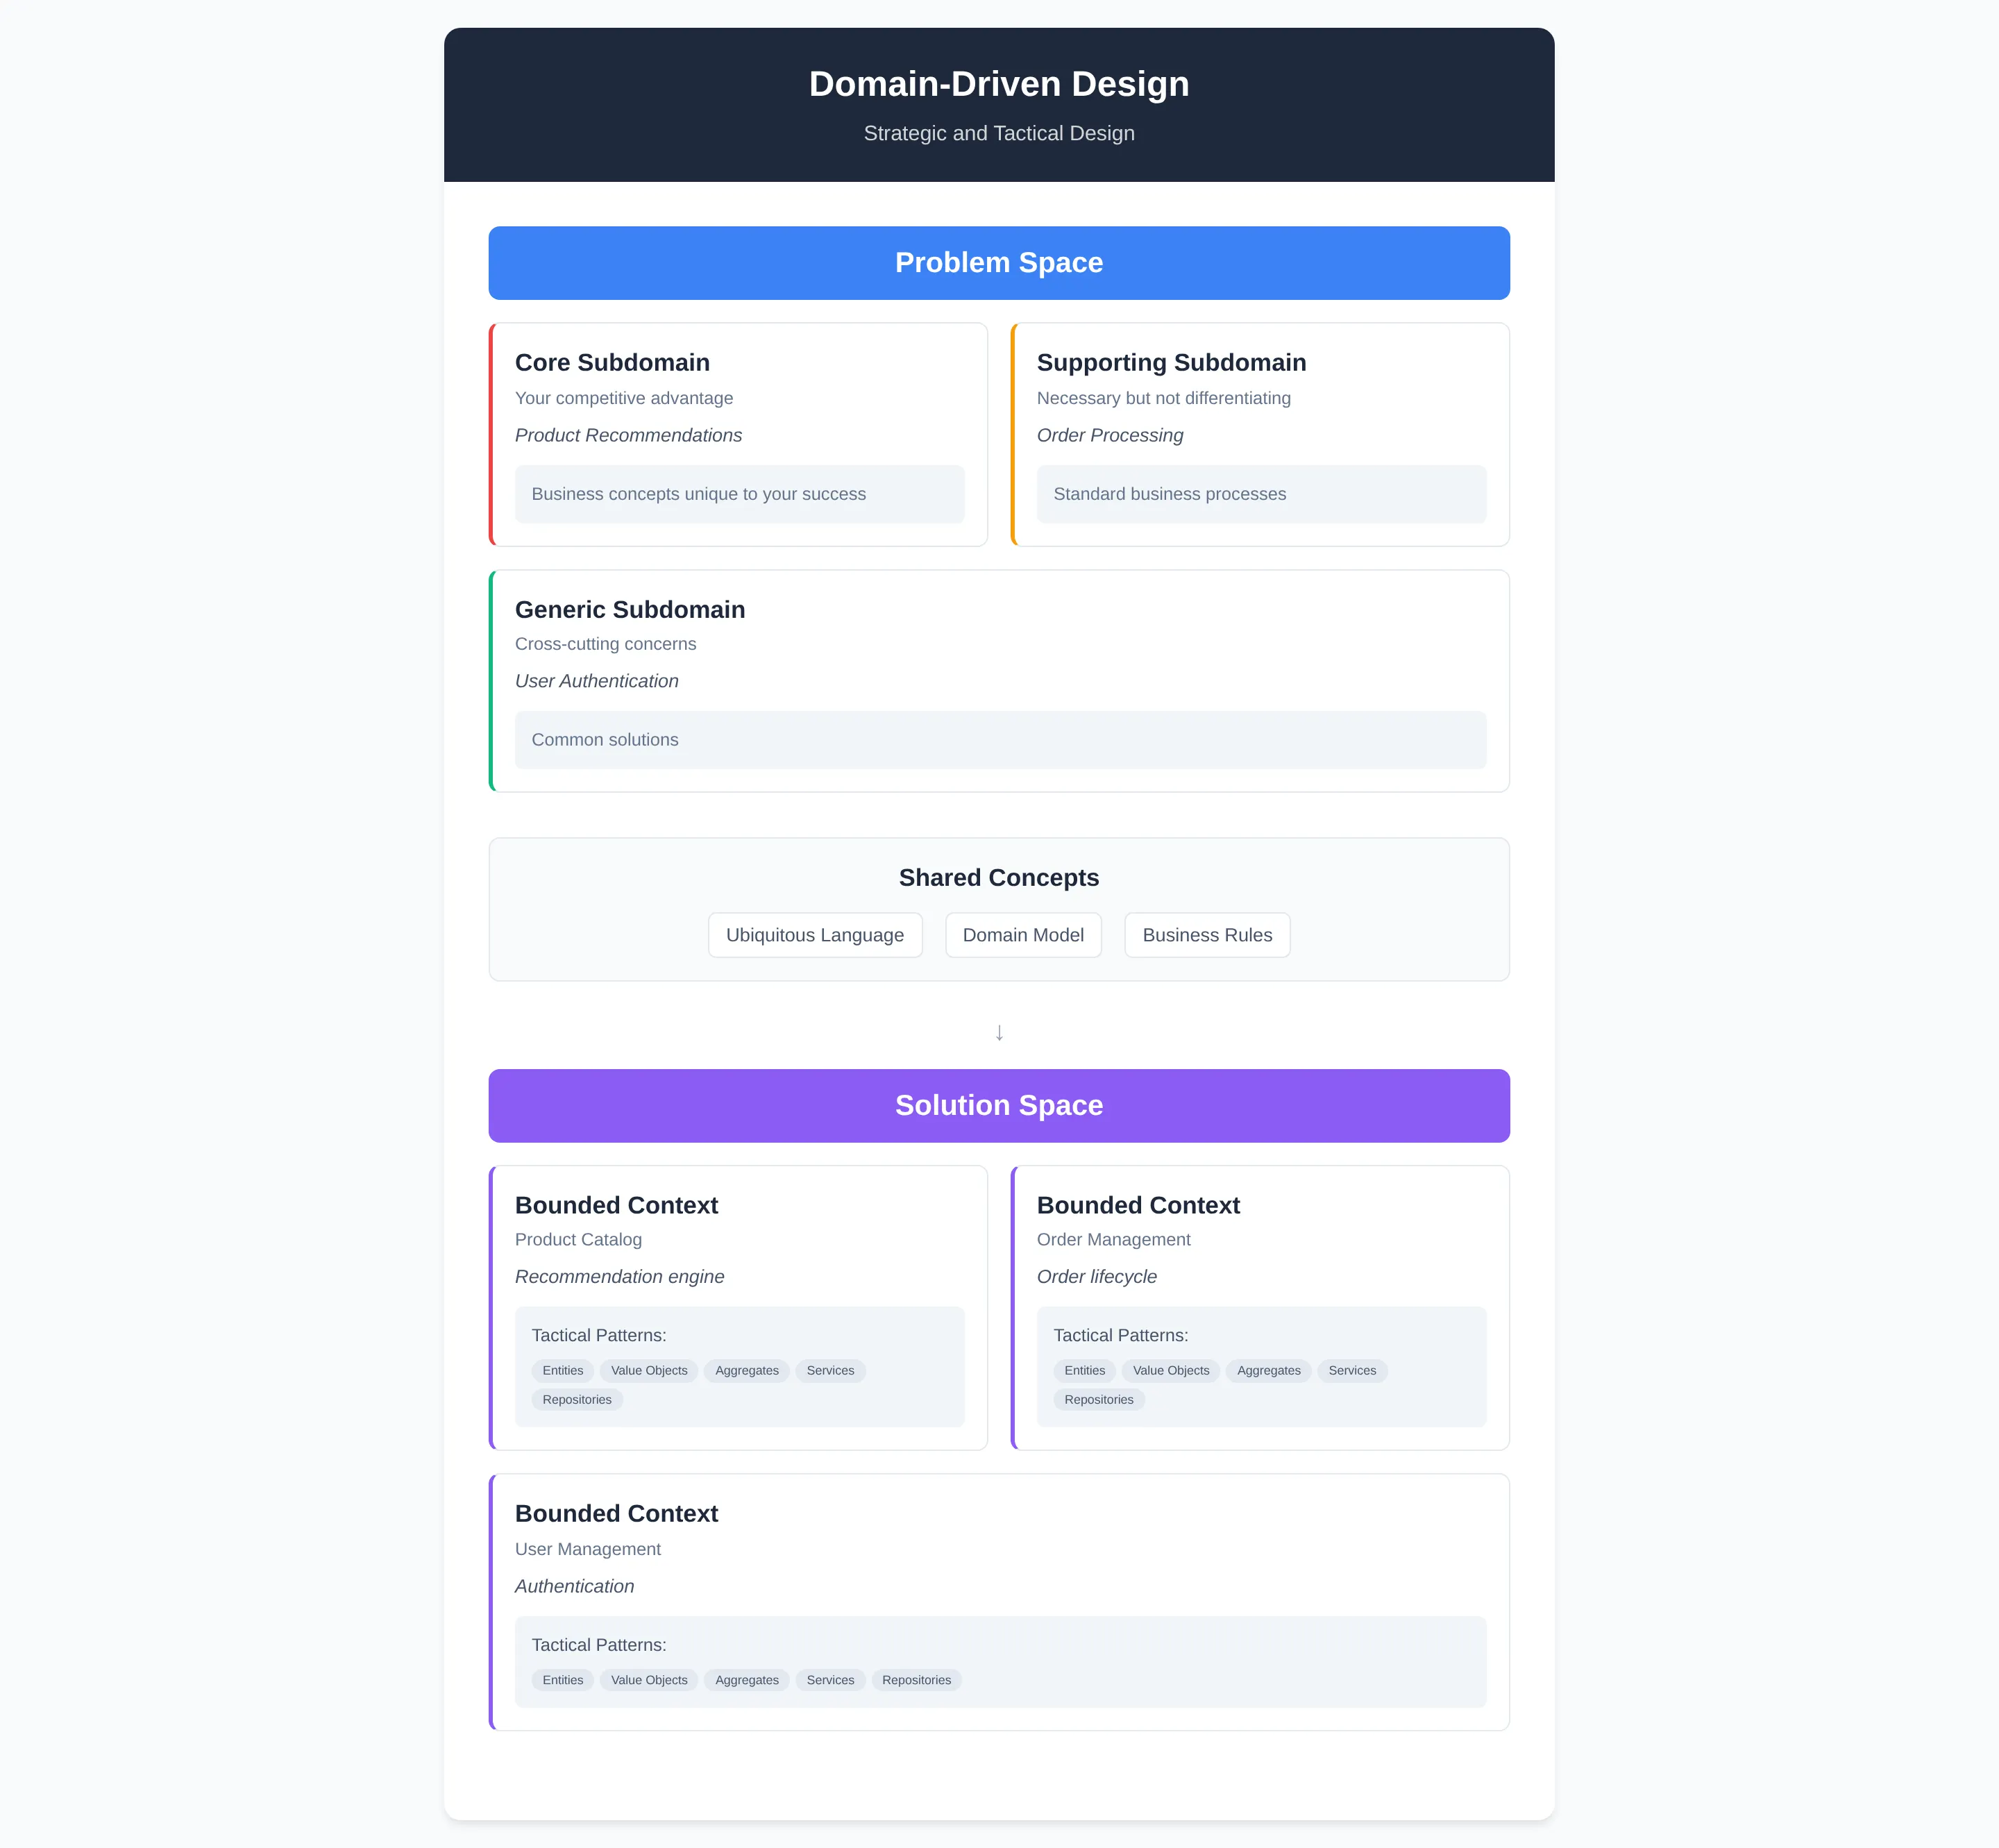 Domain-Driven Design
Strategic and Tactical Design
Problem Space
Core Subdomain
Your competitive advantage
Product Recommendations
Business concepts unique to your success
Supporting Subdomain
Necessary but not differentiating
Order Processing
Standard business processes
Generic Subdomain
Cross-cutting concerns
User Authentication
Common solutions
Shared Concepts
Ubiquitous Language
Domain Model
Business Rules
↓
Solution Space
Bounded Context
Product Catalog
Recommendation engine
Tactical Patterns:
Entities Value Objects Aggregates Services
Repositories
Bounded Context
Order Management
Order lifecycle
Tactical Patterns:
Entities Value Objects Aggregates Services
Repositories
Bounded Context
User Management
Authentication
Tactical Patterns:
Entities Value Objects Aggregates Services Repositories